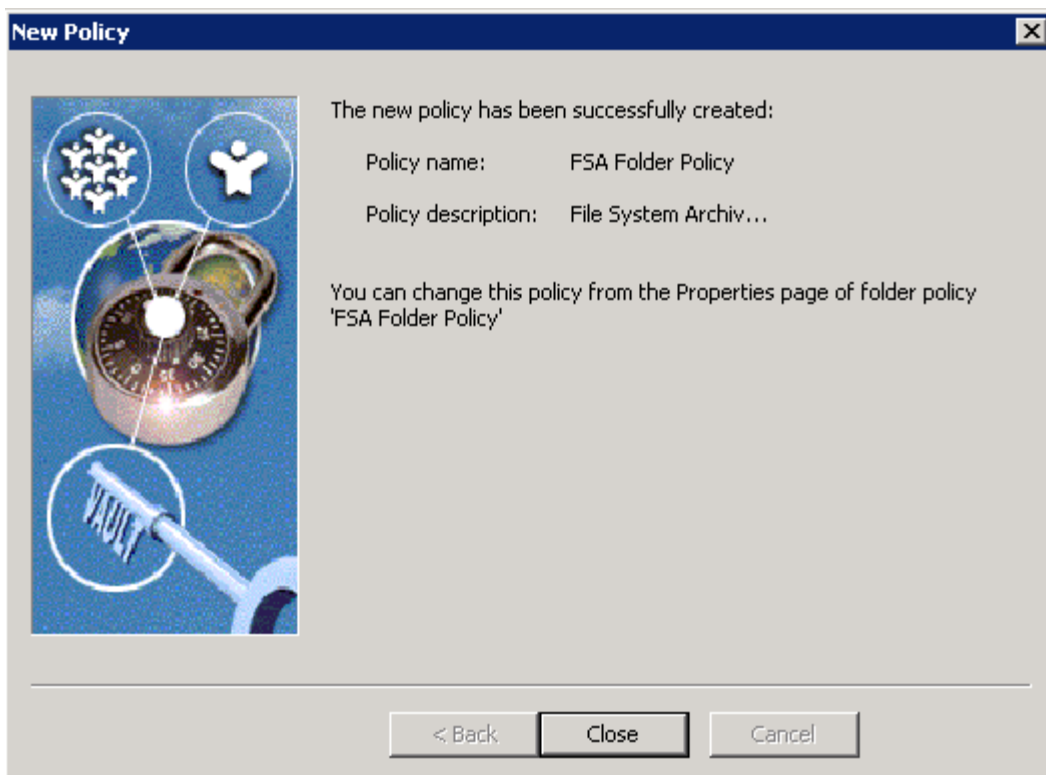 New Policy
The new policy has been successfully created:
Policy name: FSA Folder Policy
Policy description: File System Archiv...
You can change this policy from the Properties page of folder policy
'FSA Folder Policy'
VAULT
< Back Close Cancel